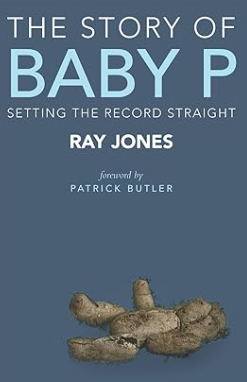 THE STORY OF
BABY P
SETTING THE RECORD STRAIGHT
RAY JONES
foreword by
PATRICK BUTLER